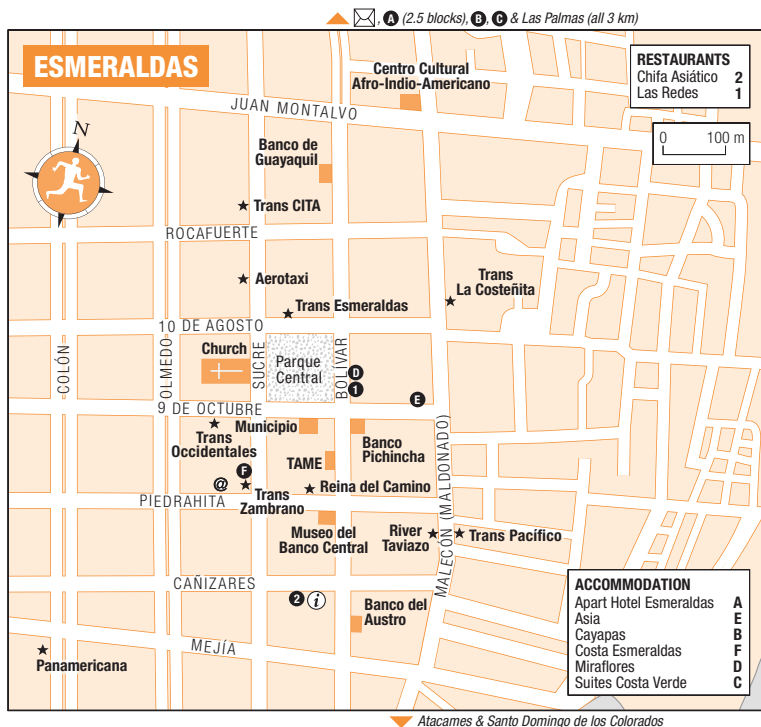 , A (2.5 blocks), B, C & Las Palmas (all 3 km)
ESMERALDAS
RESTAURANTS
Chifa Asiático 2
Las Redes 1
0 100 m
N
Centro Cultural
Afro-Indio-Americano
JUAN MONTALVO
Banco de
Guayaquil
Trans CITA
ROCAFUERTE
Aerotaxi
Trans
La Costeñita
Trans Esmeraldas
10 DE AGOSTO
COLÓN
OLMEDO
Church
SUCRE
Parque
Central
BOLÍVAR
D
1
E
9 DE OCTUBRE
Trans
Occidentales
Municipio
Banco
Pichincha
MALECÓN (MALDONADO)
TAME
F
@
Reina del Camino
Trans
Zambrano
PIEDRAHITA
Museo del
Banco Central
River
Taviazo
Trans Pacífico
CAÑIZARES
2 i
Banco del
Austro
MEJÍA
Panamericana
ACCOMMODATION
Apart Hotel Esmeraldas A
Asia E
Cayapas B
Costa Esmeraldas F
Miraflores D
Suites Costa Verde C
Atacames & Santo Domingo de los Colorados